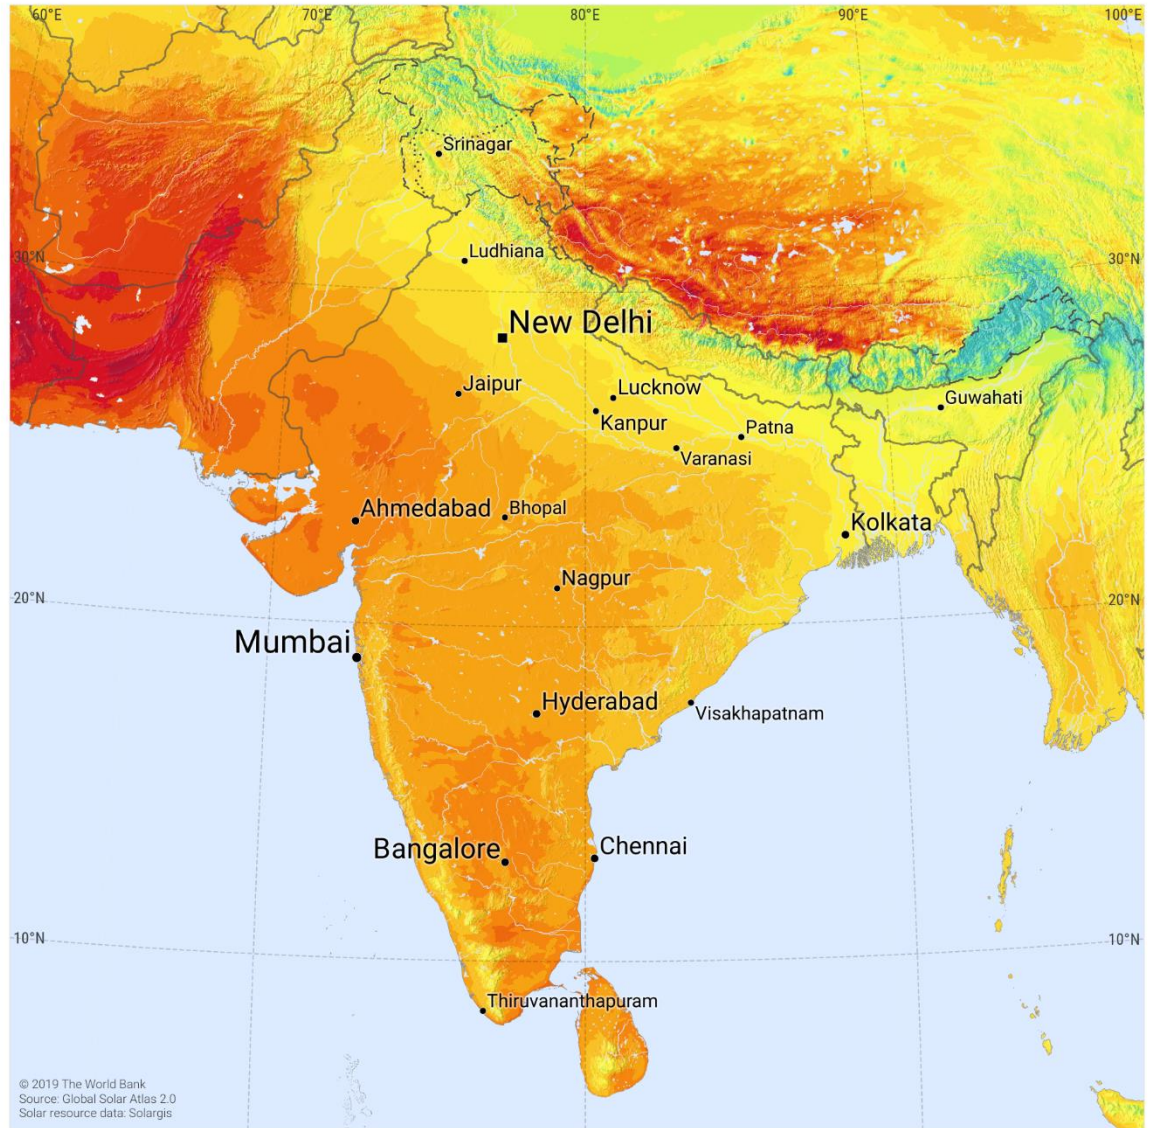 60°E
70°E
80°E
90°E
100°E
Srinagar
Ludhiana
30°N
30°N
New Delhi
Jaipur
Lucknow
Guwahati
Kanpur
Patna
Varanasi
Ahmedabad
Bhopal
Kolkata
Nagpur
20°N
20°N
Mumbai
Hyderabad
Visakhapatnam
Bangalore
Chennai
10°N
10°N
Thiruvananthapuram
© 2019 The World Bank
Source: Global Solar Atlas 2.0
Solar resource data: Solargis